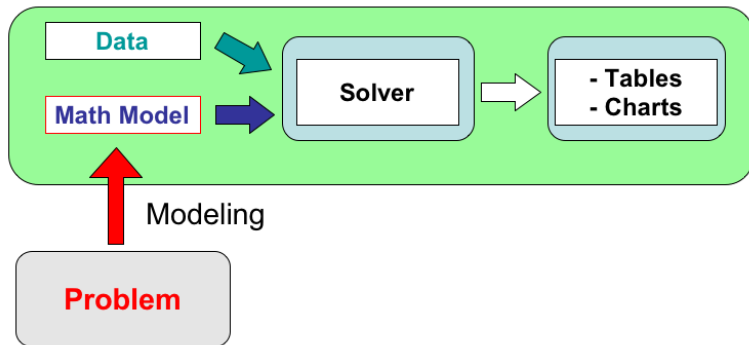 Data
Math Model
Solver
- Tables
- Charts
Modeling
Problem